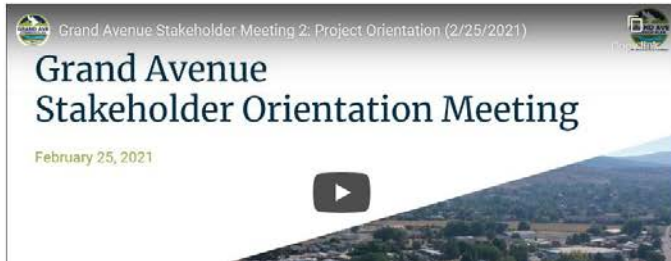 Grand Avenue Stakeholder Meeting 2: Project Orientation (2/25/2021)
Grand Avenue
Stakeholder Orientation Meeting
February 25, 2021